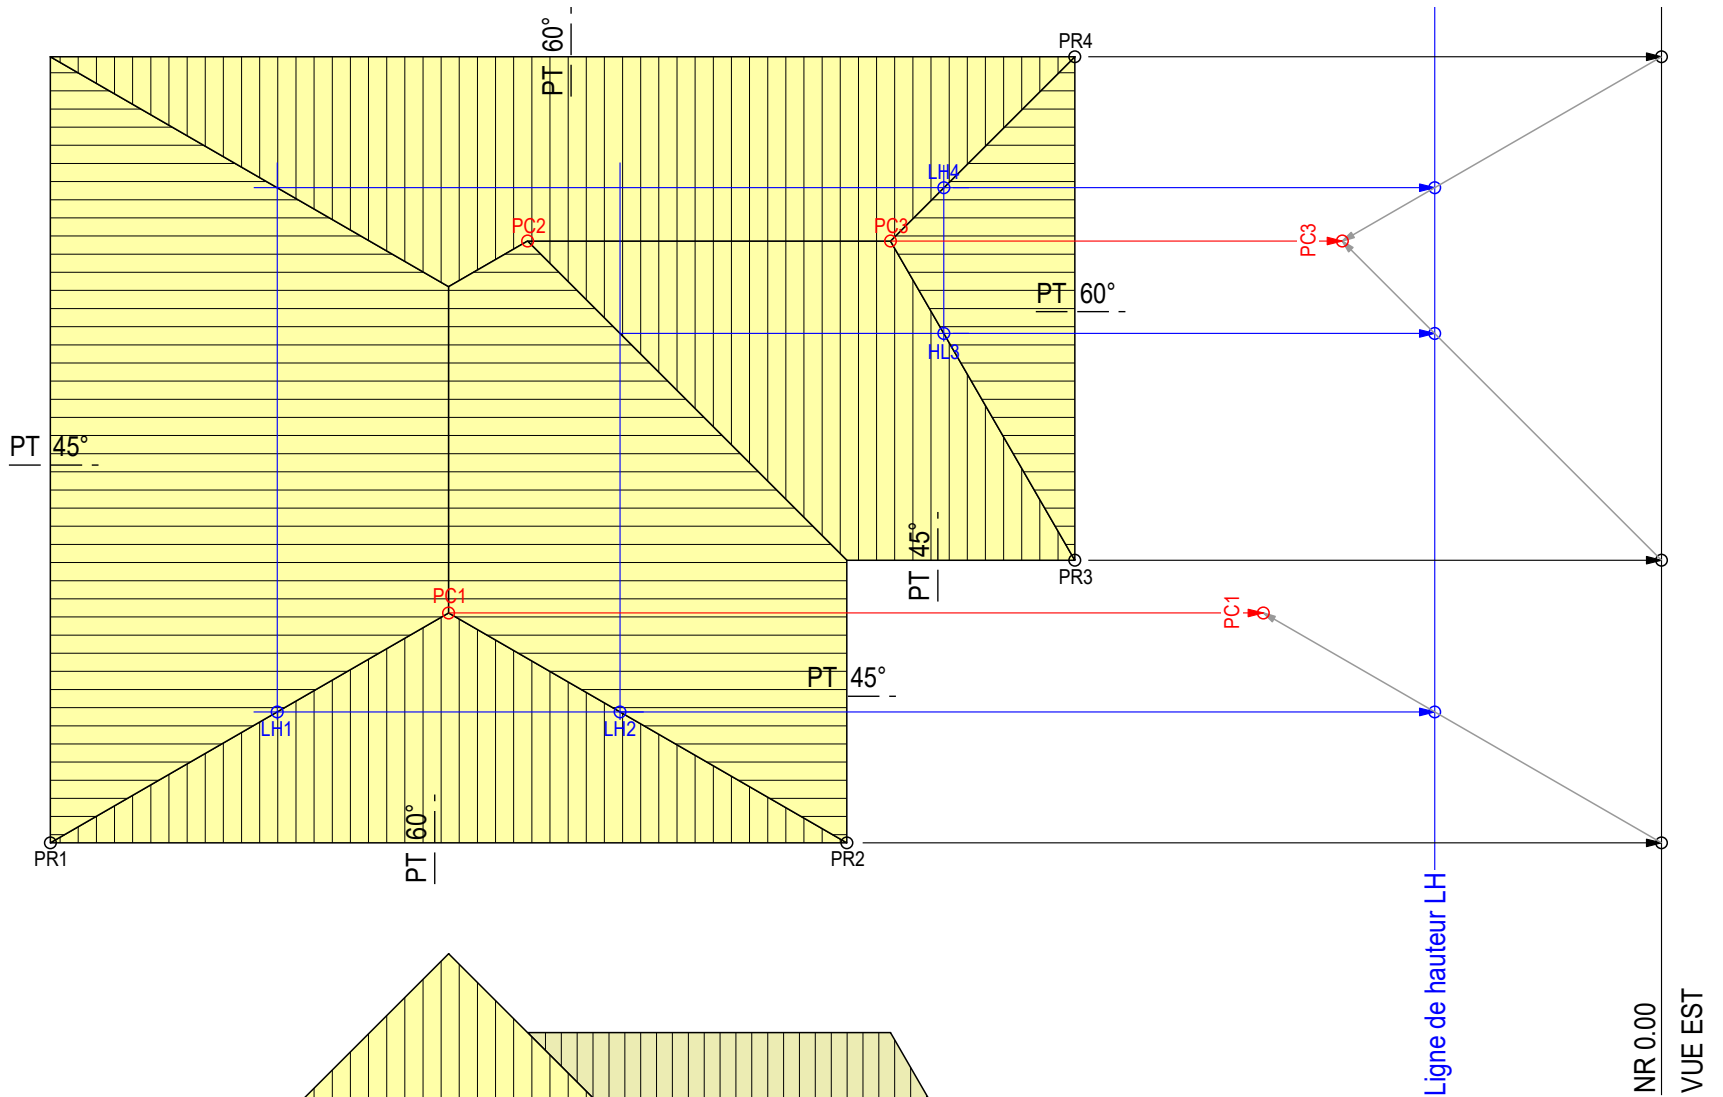 PT 60°
PR4
LH4
PC2
PC3
PC3
PT 60°
HL3
PT 45°
PT 45°
PR3
PC1
PC1
PT 45°
LH1
LH2
PT 60°
PR1
PR2
Ligne de hauteur LH
NR 0.00
VUE EST